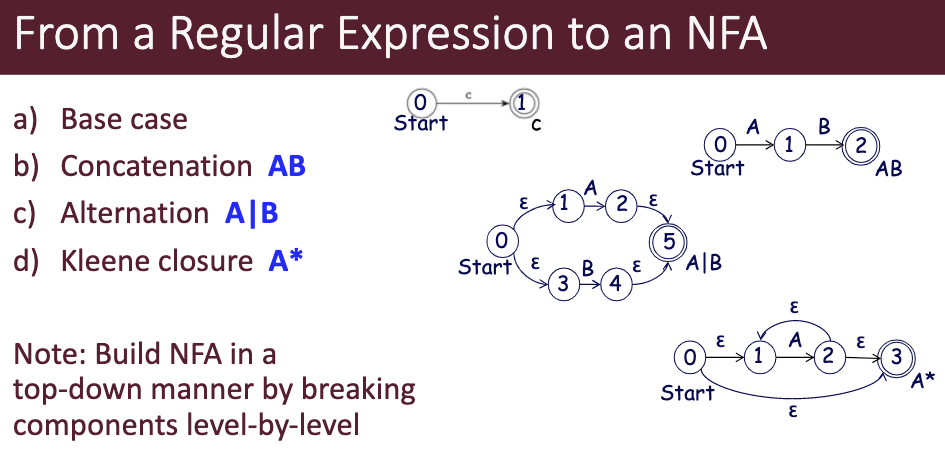 From a Regular Expression to an NFA
a) Base case
b) Concatenation AB
c) Alternation A|B
d) Kleene closure A*
Note: Build NFA in a
top-down manner by breaking
components level-by-level
0 c 1
Start c
0 A 1 B 2
Start AB
ε 1 A 2 ε
0 5
Start ε 3 B 4 ε A|B
ε
0 ε 1 A 2 ε 3
Start A*
ε